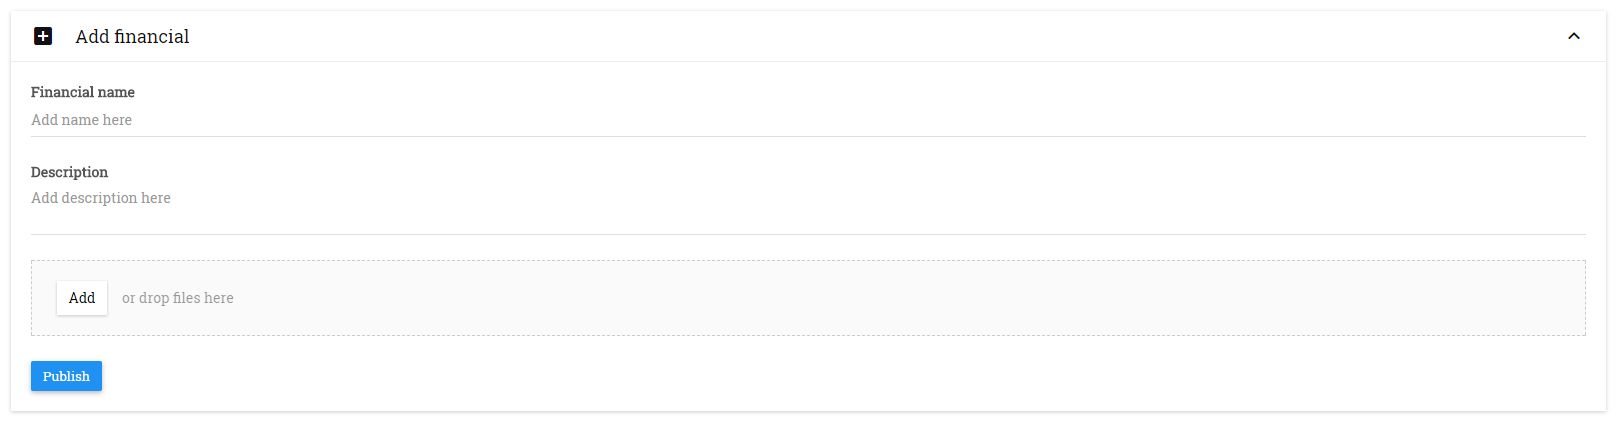 Add financial
Financial name
Add name here
Description
Add description here
Add or drop files here
Publish